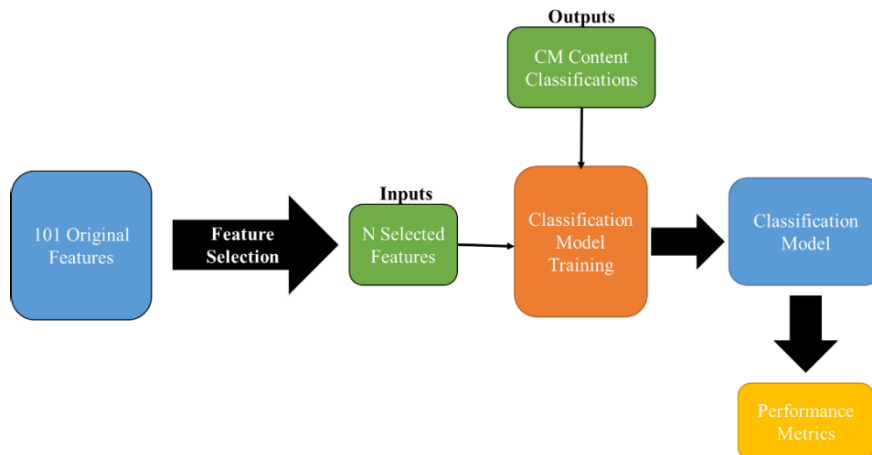 Outputs
CM Content
Classifications
101 Original
Features
Feature
Selection
Inputs
N Selected
Features
Classification
Model
Training
Classification
Model
Performance
Metrics